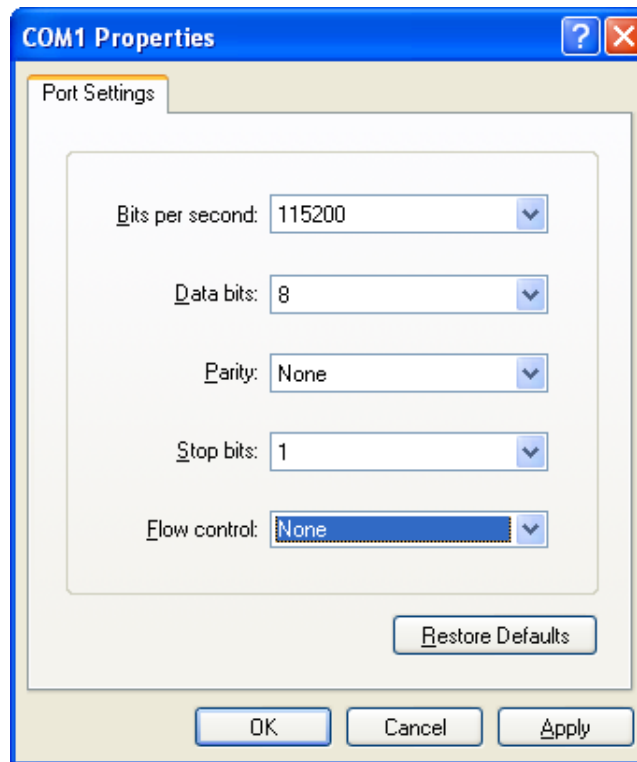 COM1 Properties
Port Settings
Bits per second: 115200
Data bits: 8
Parity: None
Stop bits: 1
Flow control: None
Restore Defaults
OK Cancel Apply